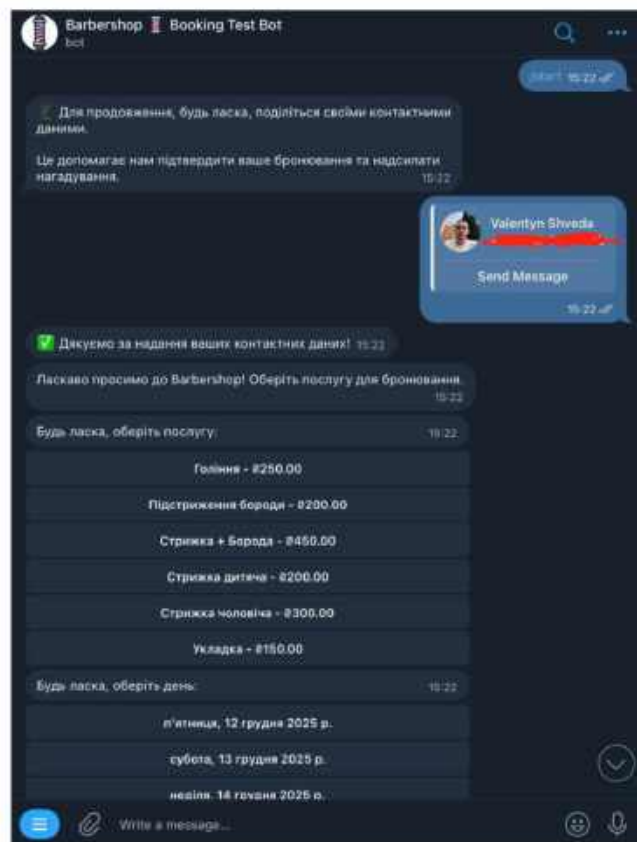 Barbershop 💈 Booking Test Bot
bot
/start 15:22
Для продовження, будь ласка, поділіться своїми контактними
даними.
Це допомагає нам підтвердити ваше бронювання та надсилати
нагадування. 15:22
Valentyn Shveda
Send Message
15:22
✅ Дякуємо за надання ваших контактних даних! 15:22
Ласкаво просимо до Barbershop! Оберіть послугу для бронювання.
15:22
Будь ласка, оберіть послугу: 15:22
Гоління - ₴250.00
Підстриження бороди - ₴200.00
Стрижка + Борода - ₴450.00
Стрижка дитяча - ₴200.00
Стрижка чоловіча - ₴300.00
Укладка - ₴150.00
Будь ласка, оберіть день: 15:22
п'ятниця, 12 грудня 2025 р.
субота, 13 грудня 2025 р.
неділя, 14 грудня 2025 р.
Write a message...